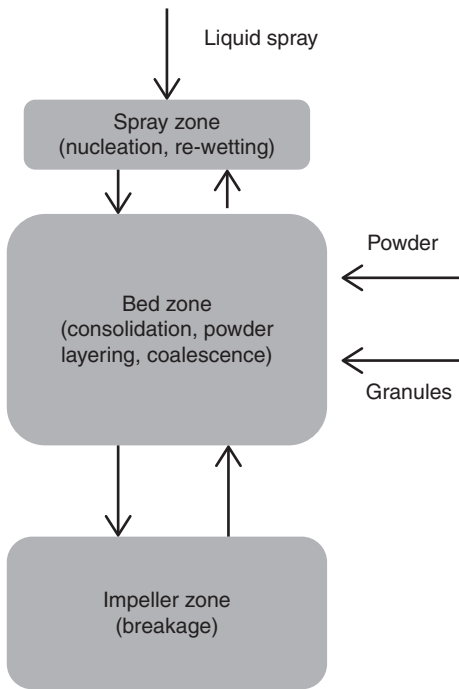 Liquid spray
Spray zone
(nucleation, re-wetting)
Powder
Bed zone
(consolidation, powder
layering, coalescence)
Granules
Impeller zone
(breakage)